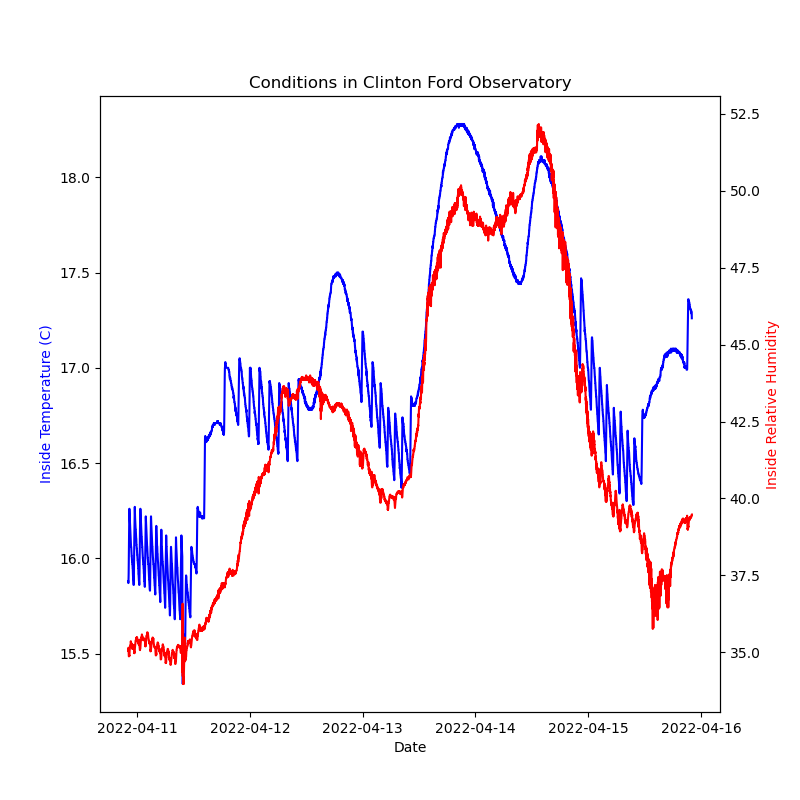 Conditions in Clinton Ford Observatory
18.0
17.5
17.0
16.5
16.0
15.5
Inside Temperature (C)
52.5
50.0
47.5
45.0
42.5
40.0
37.5
35.0
Inside Relative Humidity
2022-04-11 2022-04-12 2022-04-13 2022-04-14 2022-04-15 2022-04-16
Date